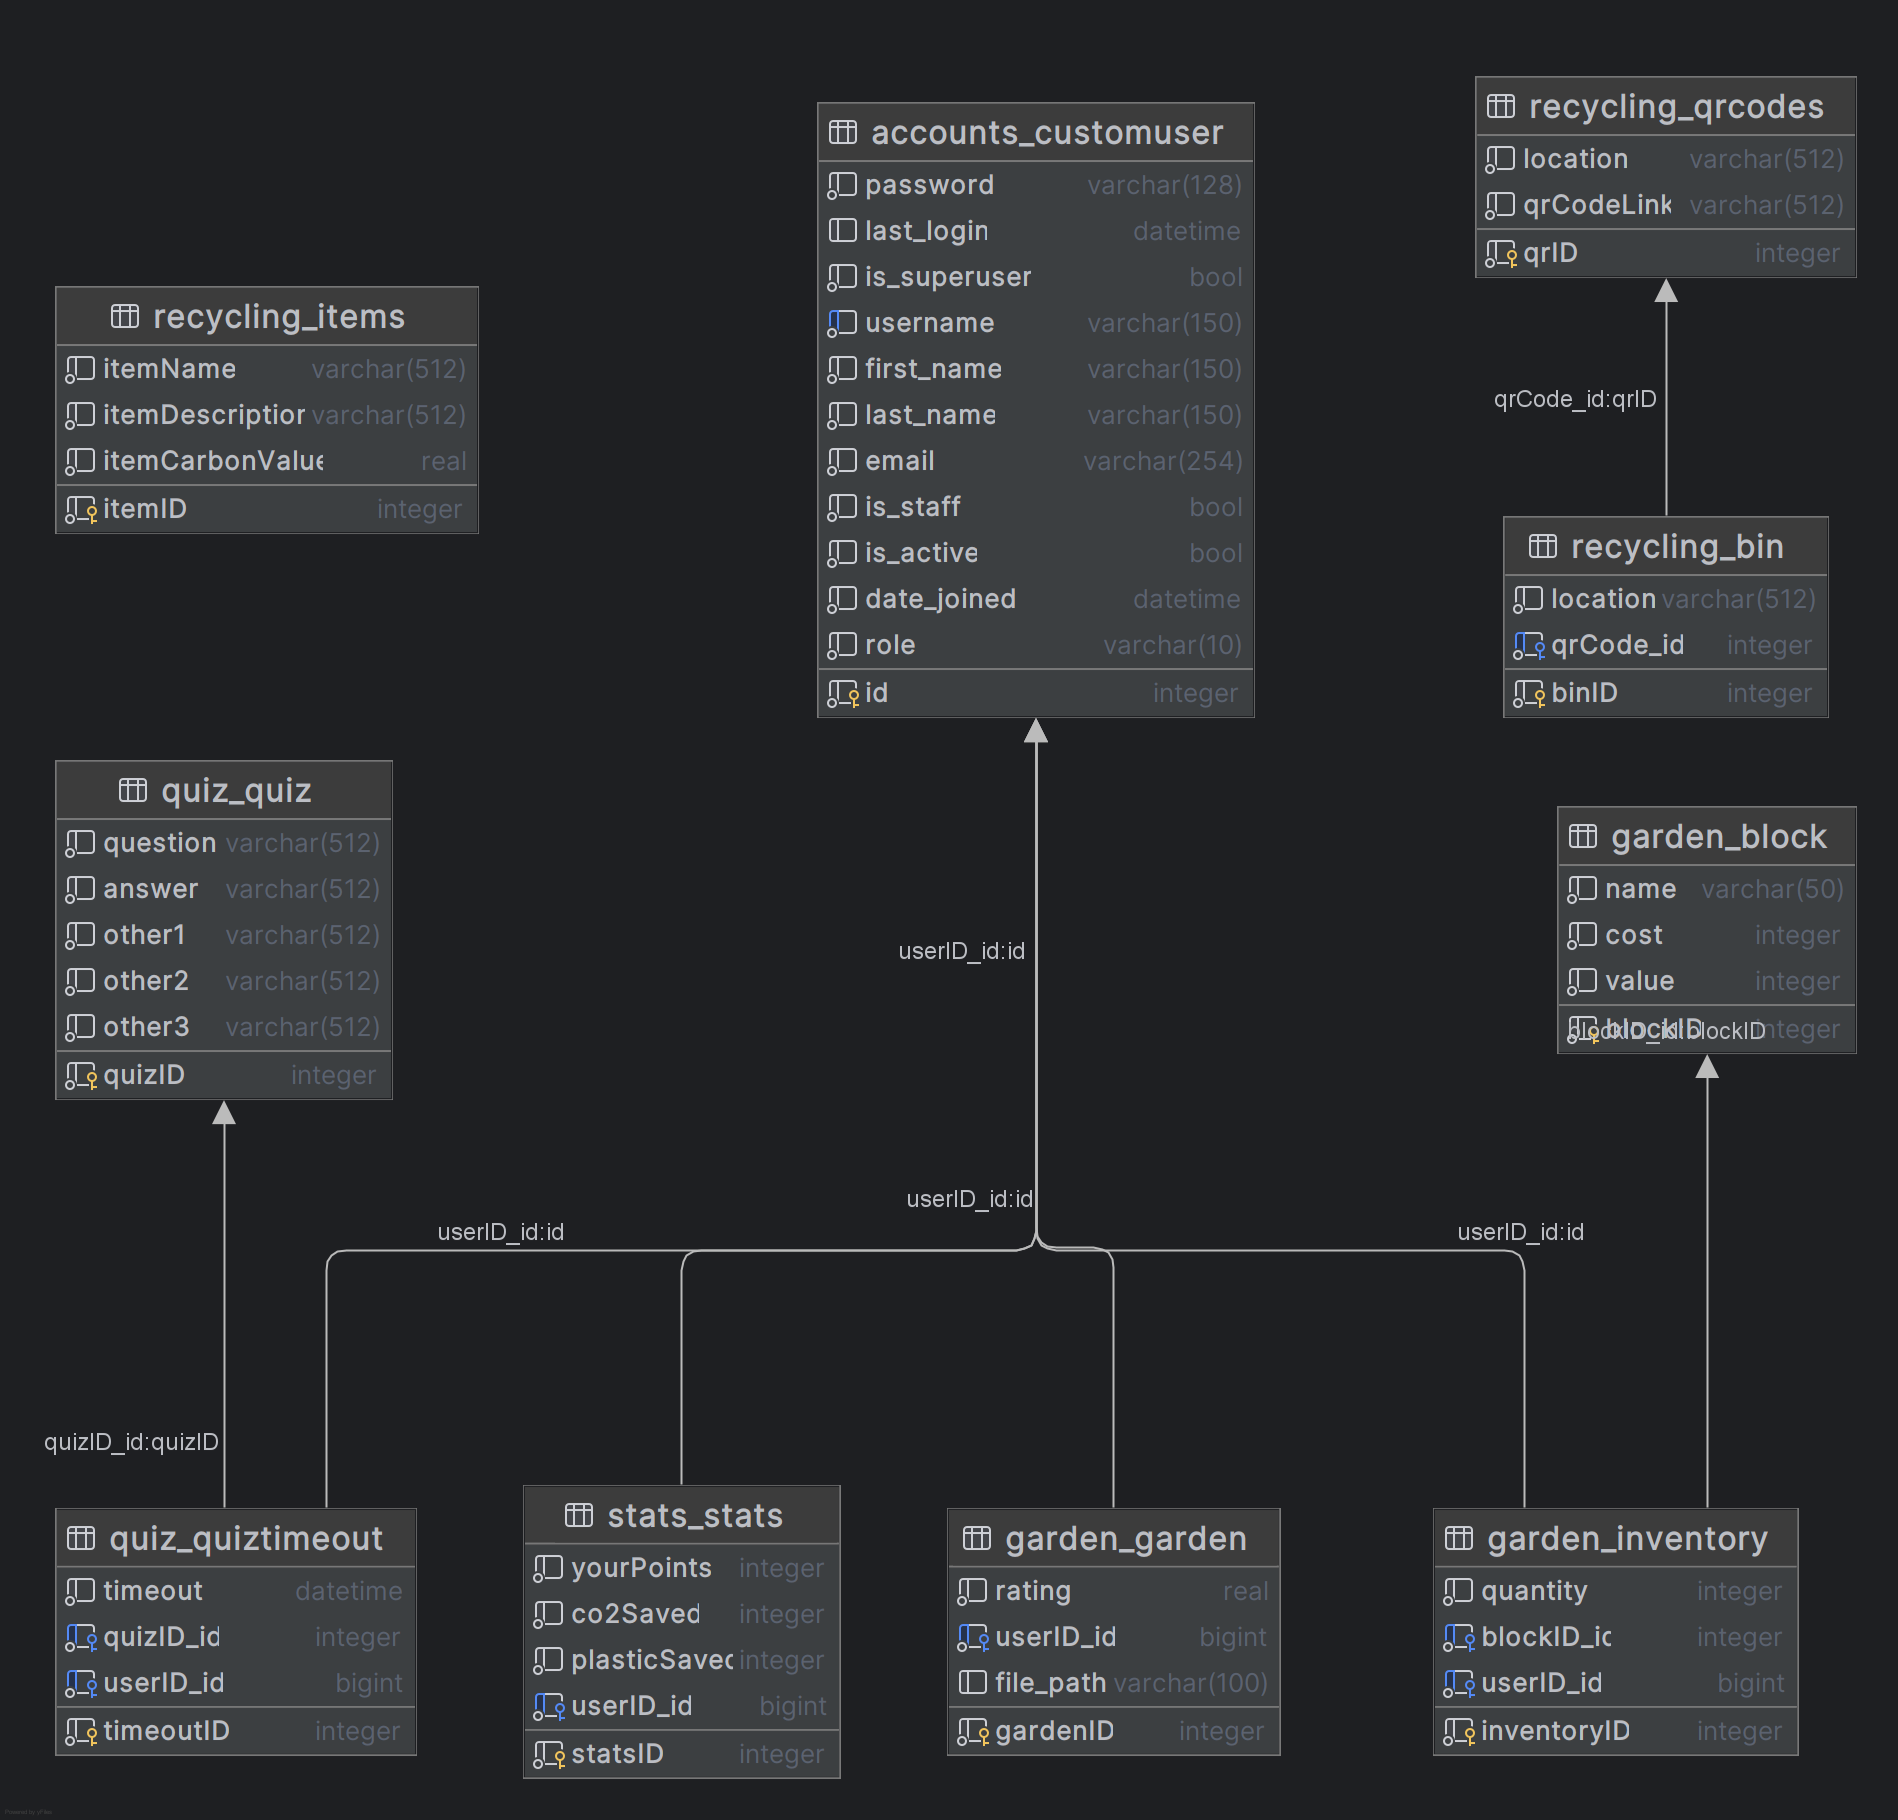 recycling_qrcodes
location varchar(512)
qrCodeLink varchar(512)
qrID integer
accounts_customuser
password varchar(128)
last_login datetime
is_superuser bool
username varchar(150)
first_name varchar(150)
last_name varchar(150)
email varchar(254)
is_staff bool
is_active bool
date_joined datetime
role varchar(10)
id integer
recycling_items
itemName varchar(512)
itemDescription varchar(512)
itemCarbonValue real
itemID integer
qrCode_id:qrID
recycling_bin
location varchar(512)
qrCode_id integer
binID integer
quiz_quiz
question varchar(512)
answer varchar(512)
other1 varchar(512)
other2 varchar(512)
other3 varchar(512)
quizID integer
garden_block
name varchar(50)
cost integer
value integer
blockID integer
blockID_id:blockID
userID_id:id
userID_id:id
userID_id:id
userID_id:id
quizID_id:quizID
quiz_quiztimeout
timeout datetime
quizID_id integer
userID_id bigint
timeoutID integer
stats_stats
yourPoints integer
co2Saved integer
plasticSaved integer
userID_id bigint
statsID integer
garden_garden
rating real
userID_id bigint
file_path varchar(100)
gardenID integer
garden_inventory
quantity integer
blockID_id integer
userID_id bigint
inventoryID integer
Powered by yFiles